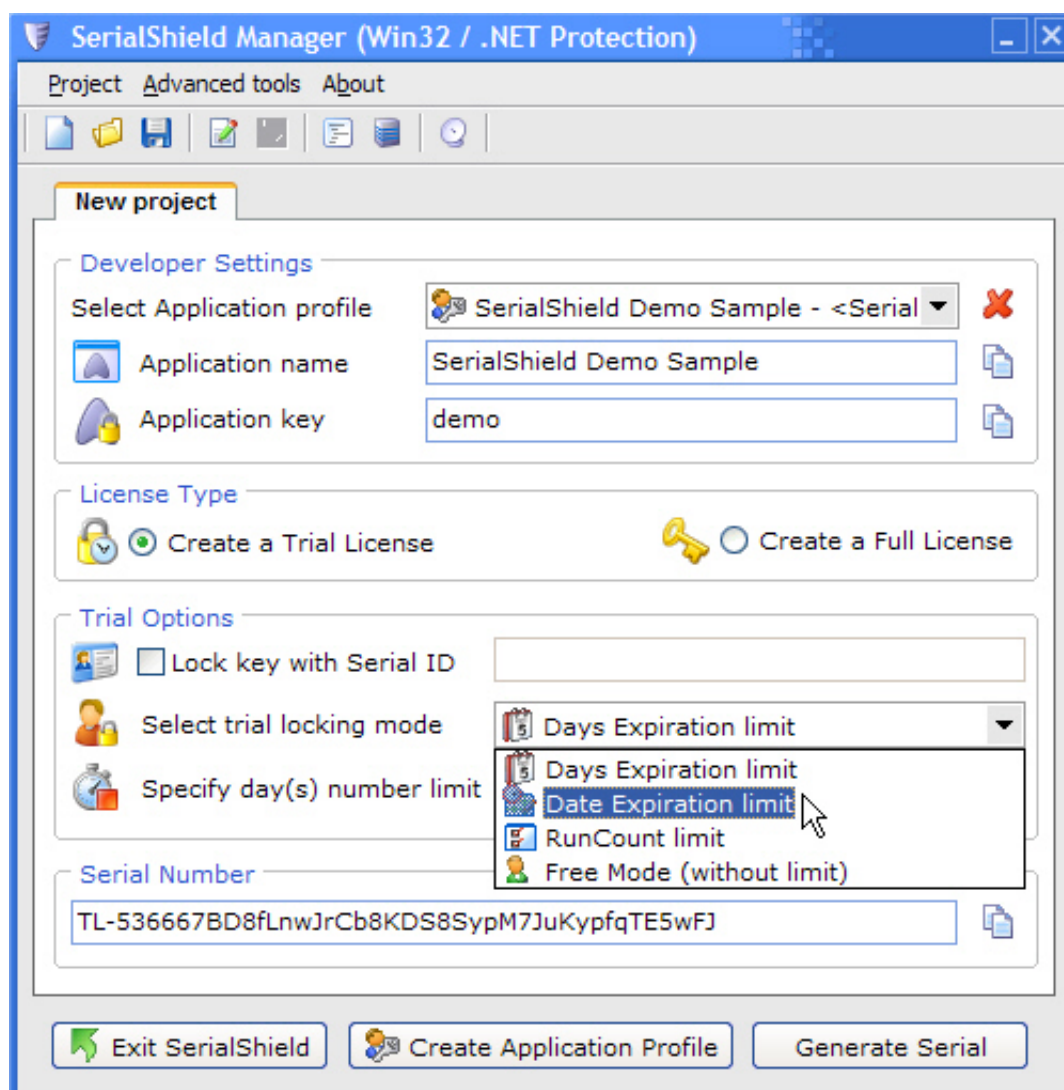 SerialShield Manager (Win32 / .NET Protection)
Project Advanced tools About
New project
Developer Settings
Select Application profile SerialShield Demo Sample - <Serial
Application name SerialShield Demo Sample
Application key demo
License Type
Create a Trial License Create a Full License
Trial Options
Lock key with Serial ID
Select trial locking mode Days Expiration limit
Days Expiration limit
Specify day(s) number limit Date Expiration limit
RunCount limit
Free Mode (without limit)
Serial Number
TL-536667BD8fLnwJrCb8KDS8SypM7JuKypfqTE5wFJ
Exit SerialShield Create Application Profile Generate Serial